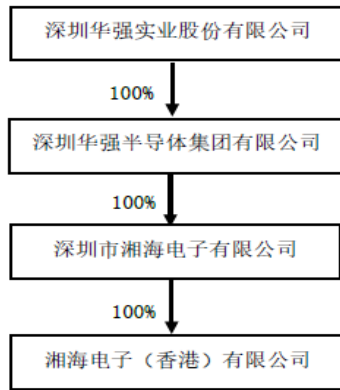 深圳华强实业股份有限公司
100%
深圳华强半导体集团有限公司
100%
深圳市湘海电子有限公司
100%
湘海电子（香港）有限公司